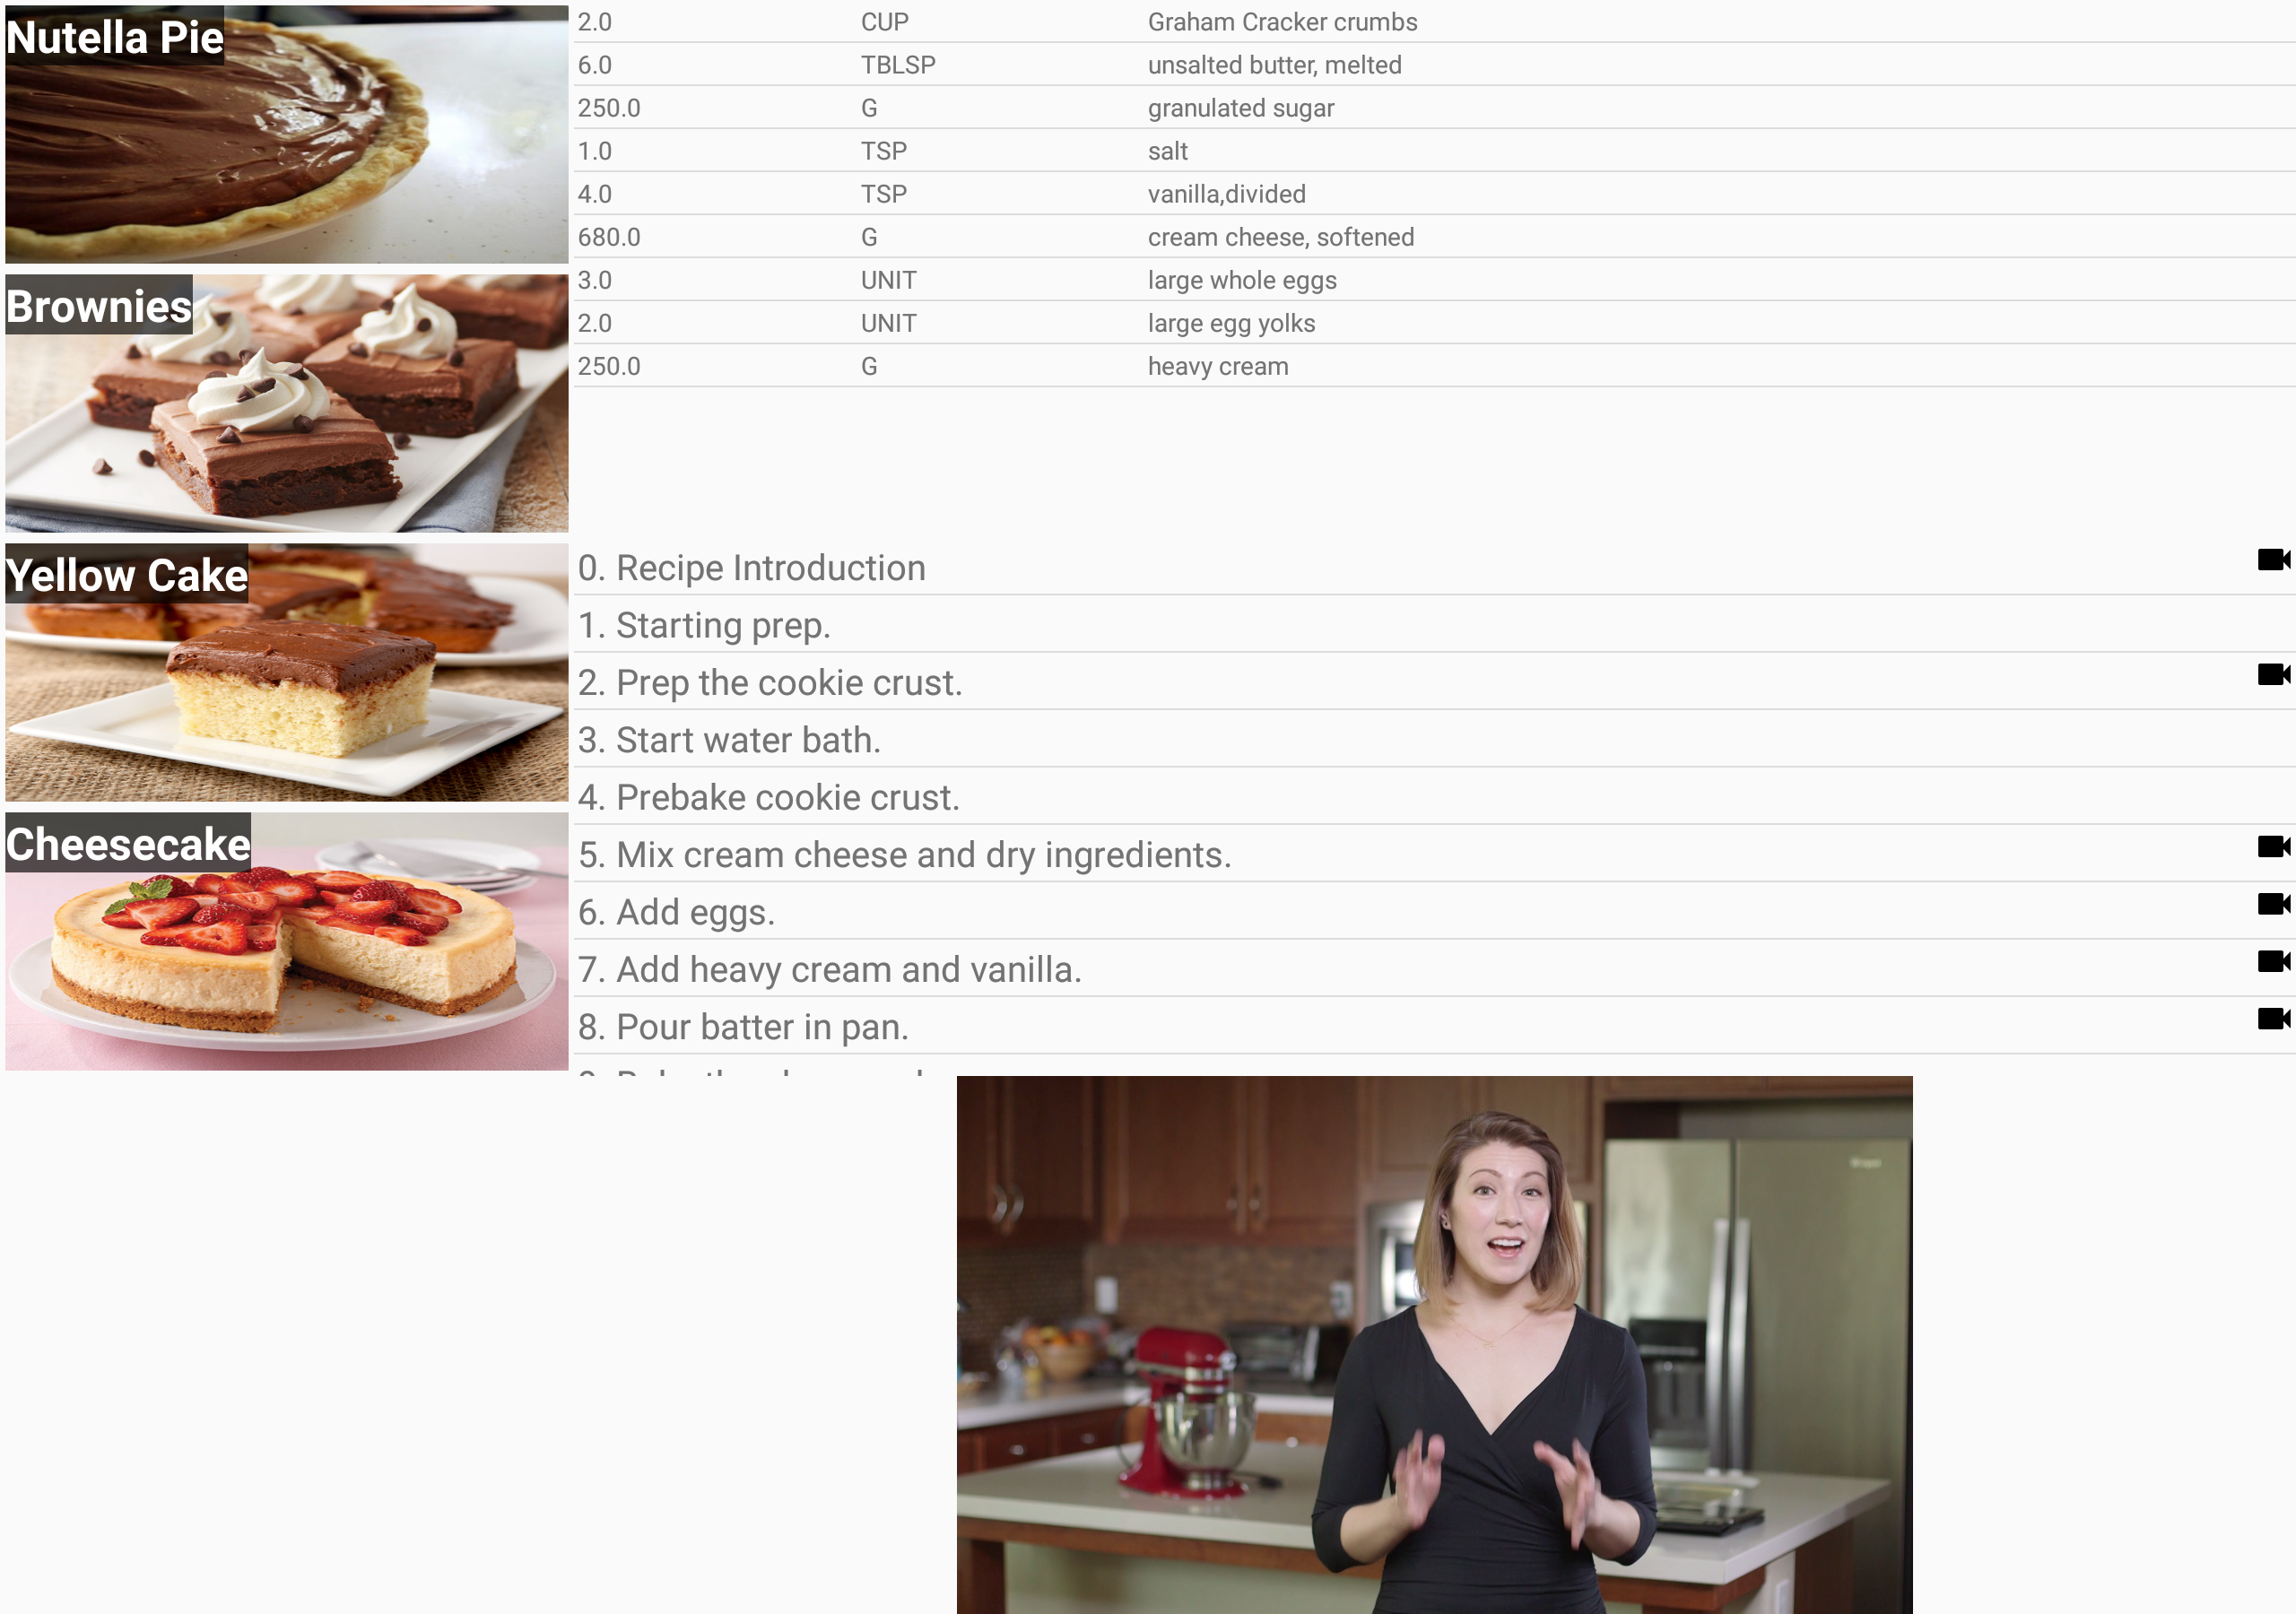 Nutella Pie
Brownies
Yellow Cake
Cheesecake
2.0 CUP Graham Cracker crumbs
6.0 TBLSP unsalted butter, melted
250.0 G granulated sugar
1.0 TSP salt
4.0 TSP vanilla,divided
680.0 G cream cheese, softened
3.0 UNIT large whole eggs
2.0 UNIT large egg yolks
250.0 G heavy cream
0. Recipe Introduction
1. Starting prep.
2. Prep the cookie crust.
3. Start water bath.
4. Prebake cookie crust.
5. Mix cream cheese and dry ingredients.
6. Add eggs.
7. Add heavy cream and vanilla.
8. Pour batter in pan.